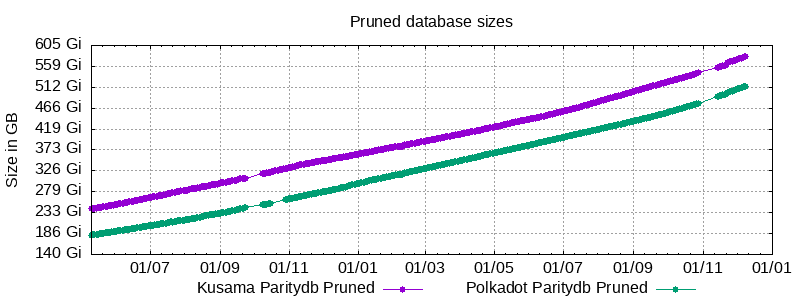 Pruned database sizes
605 Gi
559 Gi
512 Gi
466 Gi
419 Gi
373 Gi
326 Gi
279 Gi
233 Gi
186 Gi
140 Gi
Size in GB
01/07 01/09 01/11 01/01 01/03 01/05 01/07 01/09 01/11 01/01
Kusama Paritydb Pruned Polkadot Paritydb Pruned